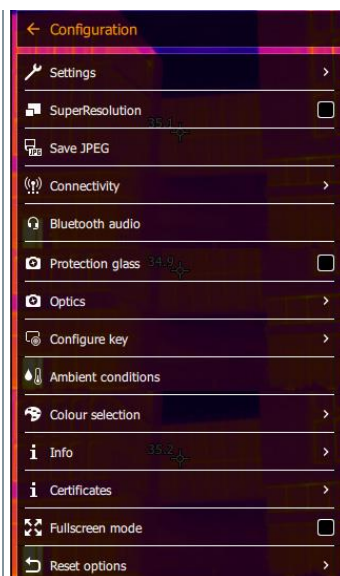 Configuration
Settings
SuperResolution
35.1
Save JPEG
Connectivity
Bluetooth audio
Protection glass
34.9
Optics
Configure key
Ambient conditions
Colour selection
Info
35.2
Certificates
Fullscreen mode
Reset options